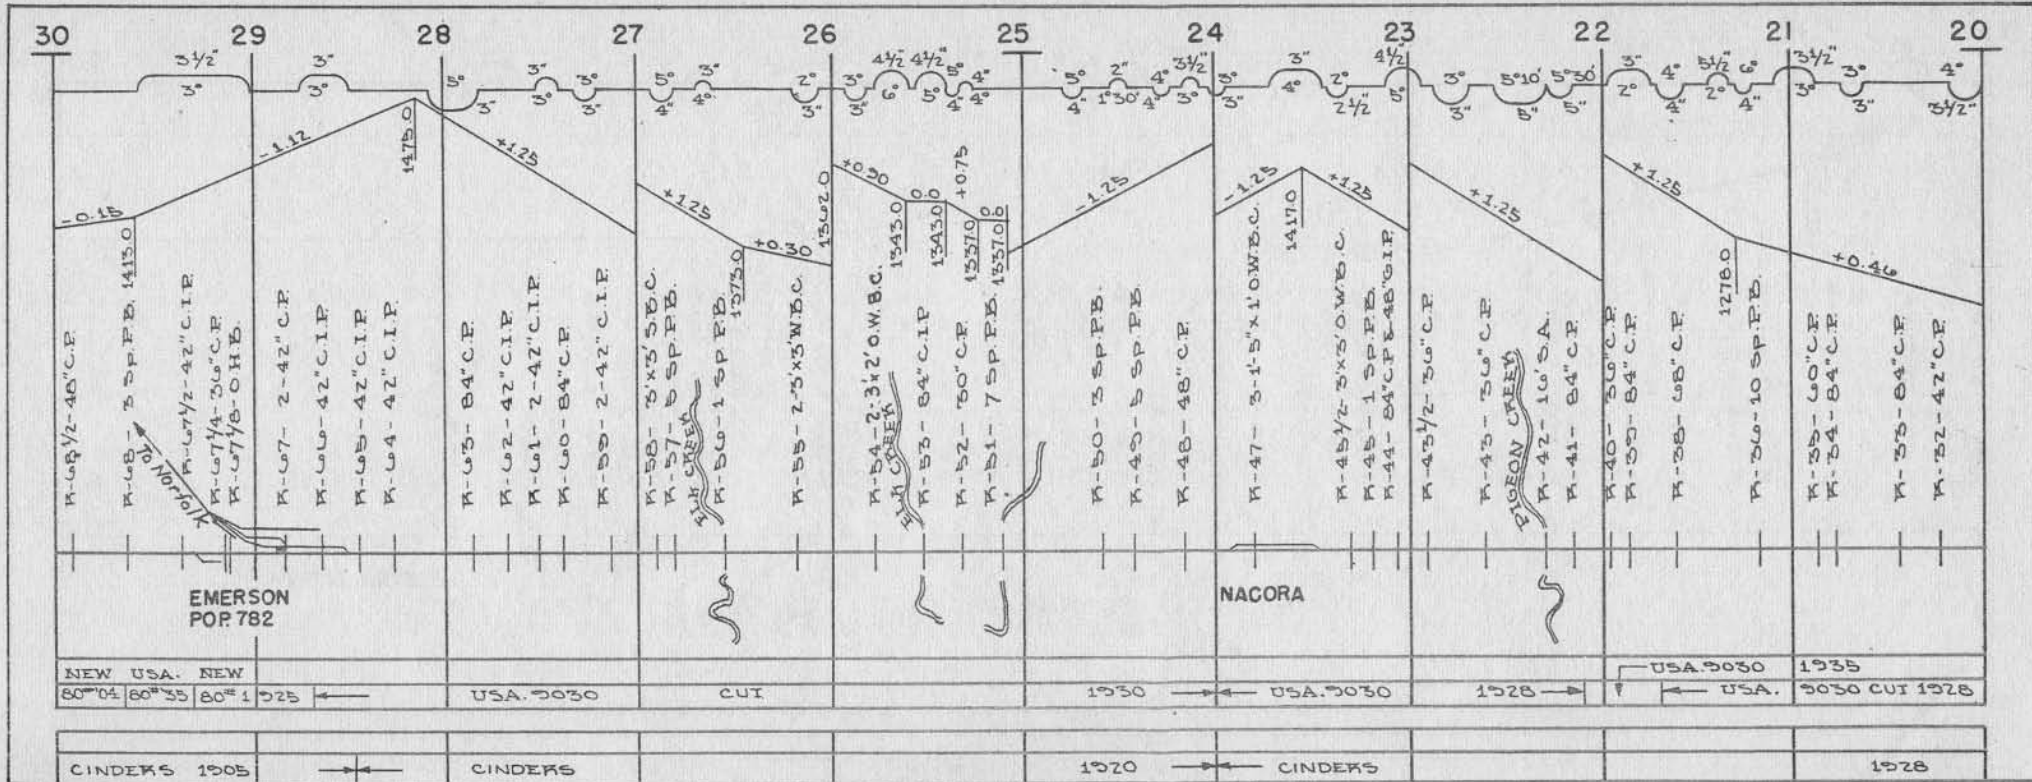 30 29 28 27 26 25 24 23 22 21 20
3½" 3" 3" 3" 4½" 4½" 2" 3½" 3" 4½" 3" 5½" 3½"
3° 3° 5° 3" 3° 3° 3" 5° 4" 3° 4° 2° 3" 3° 3" 6° 5° 5° 4" 4° 4" 5° 4" 1°30' 4° 4" 3° 3° 3" 4° 2° 2½" 5° 3° 3" 5°10' 5" 5°30' 5" 2° 4° 4" 2° 6° 4" 3° 3° 3" 4° 3½"
-0.15
-1.12
+1.25
+1.25
+0.30
+0.90
0.0
+0.75
0.0
-1.25
-1.25
+1.25
+1.25
+1.25
+0.46
1413.0
1475.0
1373.0
1362.0
1343.0
1343.0
1337.0
1337.0
1417.0
1278.0
R-68½-48" C.P.
R-68- 3 Sp. P.B.
R-67½-42" C.I.P.
R-67¼-36" C.P.
R-67⅛-O H B.
R-67- 2-42" C.P.
R-66-42" C.I.P.
R-65-42" C.I.P.
R-64-42" C.I.P.
R-63- 84" C.P.
R-62-42" C.I.P.
R-61- 2-42" C.I.P.
R-60-84" C.P.
R-59-2-42" C.I.P.
R-58- 3'x3' S.B.C.
R-57- 5 Sp. P.B.
R-56-1 Sp P.B.
R-55-2-3'x3' W.B.C.
R-54-2-3'x2' O.W.B.C.
R-53-84" C.I.P
R-52-30" C.P.
R-51-7 Sp. P.B.
R-50-3 Sp. P.B.
R-49-5 Sp. P.B.
R-48-48" C.P.
R-47- 3-1'-5"x1' O.W.B.C.
R-45½-3'x3' O.W.B.C.
R-45-1 Sp. P.B.
R-44-84" C.P.&48" C.I.P.
R-43½-36" C.P.
R-43-36" C.P.
R-42-16' S.A.
R-41-84" C.P.
R-40-36" C.P.
R-39-84" C.P.
R-38-68" C.P.
R-36-10 Sp. P.B.
R-35-60" C.P.
R-34-84" C.P.
R-33-84" C.P.
R-32-42" C.P.
To Norfolk
ELK CREEK
ELK CREEK
PIGEON CREEK
EMERSON
POP. 782
NACORA
NEW USA. NEW USA.9030 1935
80# '04 80# '35 80# 1925 USA.9030 CUT 1930 USA.9030 1928 USA. 9030 CUT 1928
CINDERS 1905 CINDERS 1920 CINDERS 1928